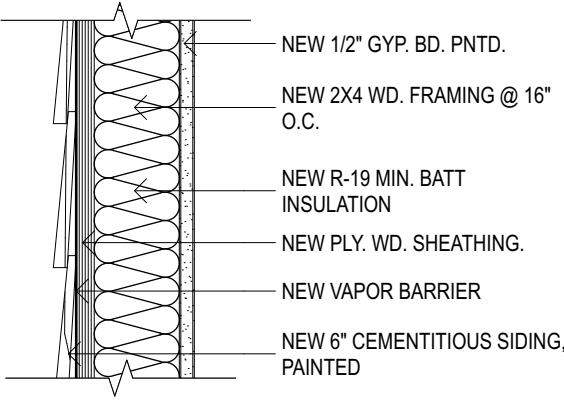 NEW 1/2" GYP. BD. PNTD.
NEW 2X4 WD. FRAMING @ 16"
O.C.
NEW R-19 MIN. BATT
INSULATION
NEW PLY. WD. SHEATHING.
NEW VAPOR BARRIER
NEW 6" CEMENTITIOUS SIDING,
PAINTED